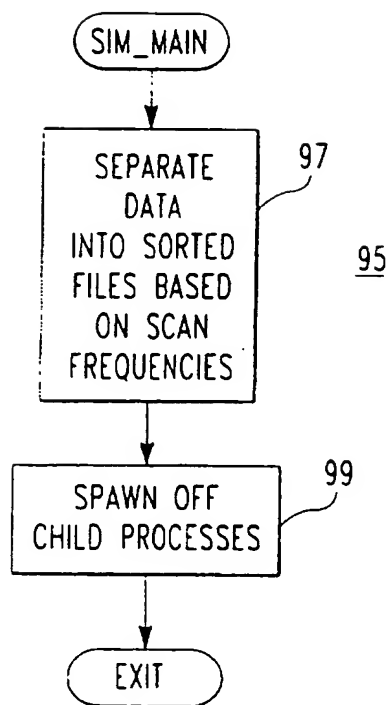 SIM_MAIN
SEPARATE
DATA
INTO SORTED
FILES BASED
ON SCAN
FREQUENCIES
97
95
SPAWN OFF
CHILD PROCESSES
99
EXIT